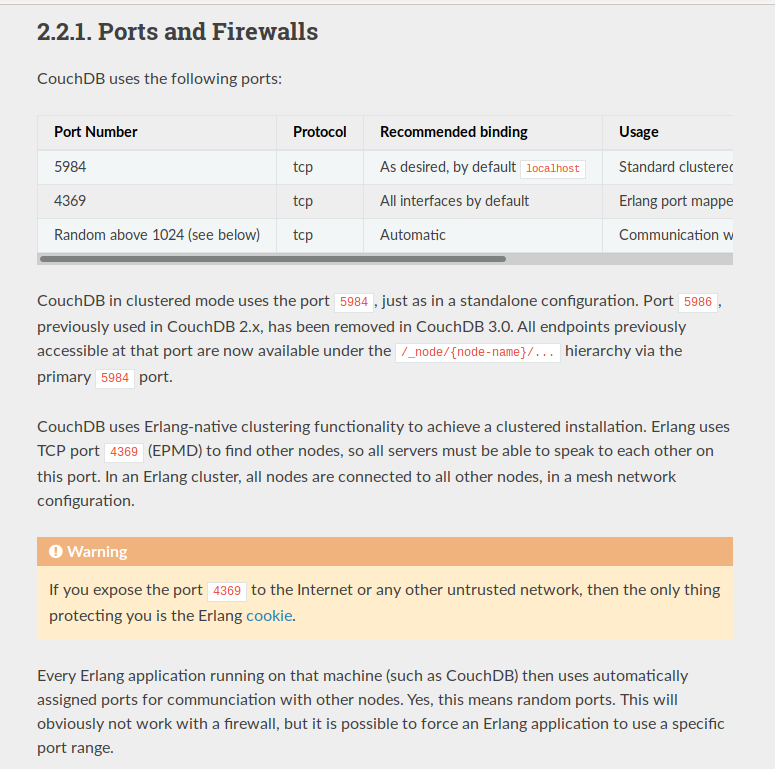 2.2.1. Ports and Firewalls
CouchDB uses the following ports:
Port Number Protocol Recommended binding Usage
5984 tcp As desired, by default localhost Standard clustered
4369 tcp All interfaces by default Erlang port mappe
Random above 1024 (see below) tcp Automatic Communication w
CouchDB in clustered mode uses the port 5984, just as in a standalone configuration. Port 5986,
previously used in CouchDB 2.x, has been removed in CouchDB 3.0. All endpoints previously
accessible at that port are now available under the /_node/{node-name}/... hierarchy via the
primary 5984 port.
CouchDB uses Erlang-native clustering functionality to achieve a clustered installation. Erlang uses
TCP port 4369 (EPMD) to find other nodes, so all servers must be able to speak to each other on
this port. In an Erlang cluster, all nodes are connected to all other nodes, in a mesh network
configuration.
Warning
If you expose the port 4369 to the Internet or any other untrusted network, then the only thing
protecting you is the Erlang cookie.
Every Erlang application running on that machine (such as CouchDB) then uses automatically
assigned ports for communciation with other nodes. Yes, this means random ports. This will
obviously not work with a firewall, but it is possible to force an Erlang application to use a specific
port range.